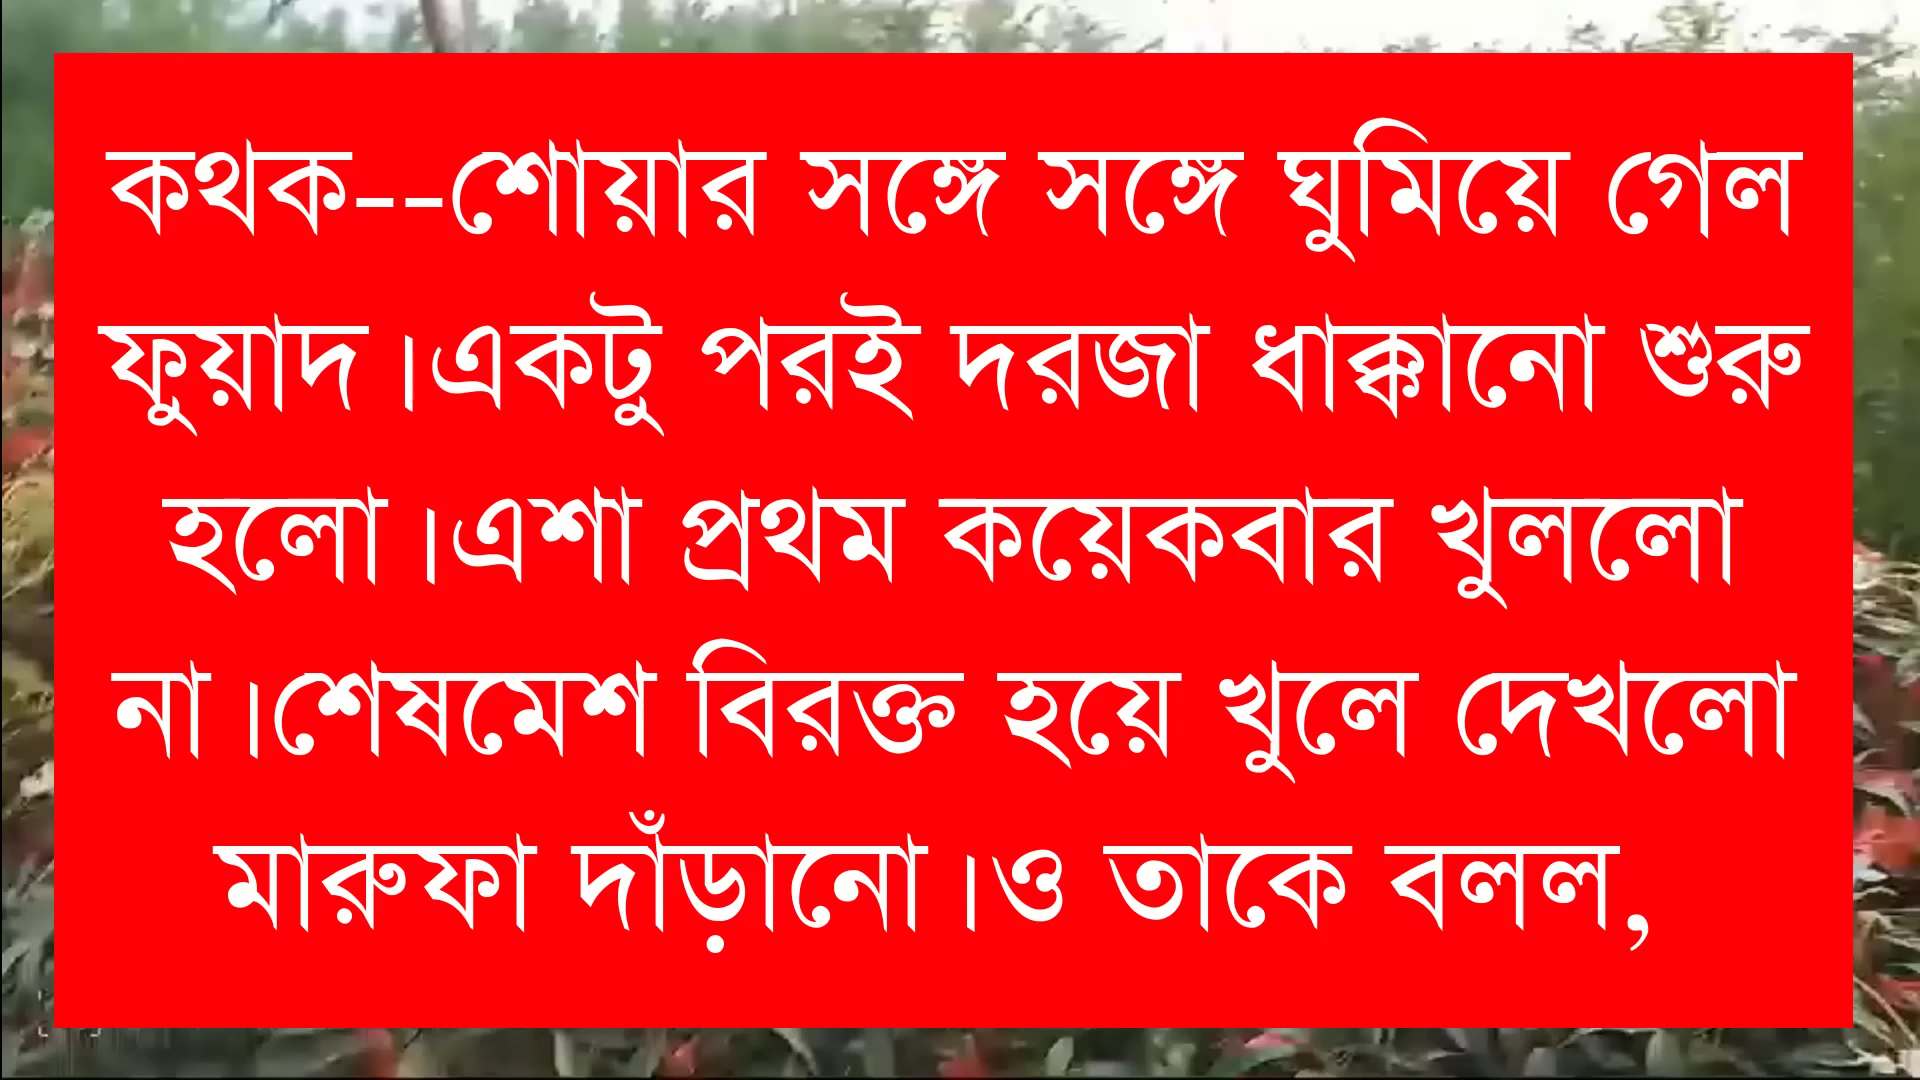 কথক--শোয়ার সঙ্গে সঙ্গে ঘুমিয়ে গেল
ফুয়াদ।একটু পরই দরজা ধাক্কানো শুরু
হলো।এশা প্রথম কয়েকবার খুললো
না।শেষমেশ বিরক্ত হয়ে খুলে দেখলো
মারুফা দাঁড়ানো।ও তাকে বলল,